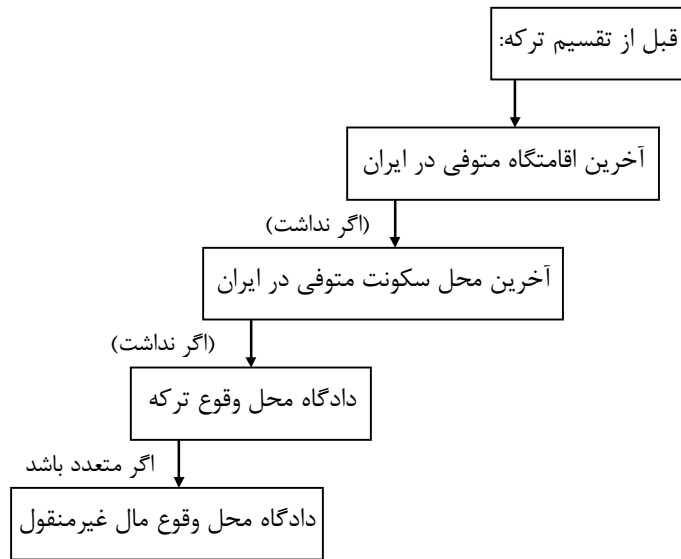 قبل از تقسیم ترکه:
آخرین اقامتگاه متوفی در ایران
(اگر نداشت)
آخرین محل سکونت متوفی در ایران
(اگر نداشت)
دادگاه محل وقوع ترکه
اگر متعدد باشد
دادگاه محل وقوع مال غیرمنقول